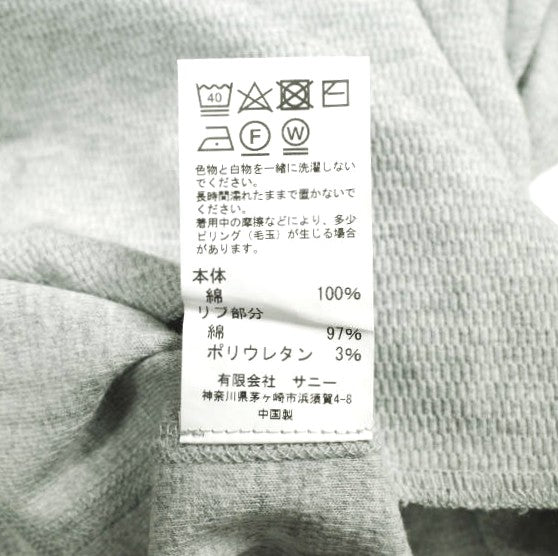 40
F W
色物と白物を一緒に洗濯しない
でください。
長時間濡れたままで置かないで
ください。
着用中の摩擦などにより、多少
ピリング（毛玉）が生じる場合
があります。
本体
綿 100%
リブ部分
綿 97%
ポリウレタン 3%
有限会社 サニー
神奈川県茅ヶ崎市浜須賀4-8
中国製